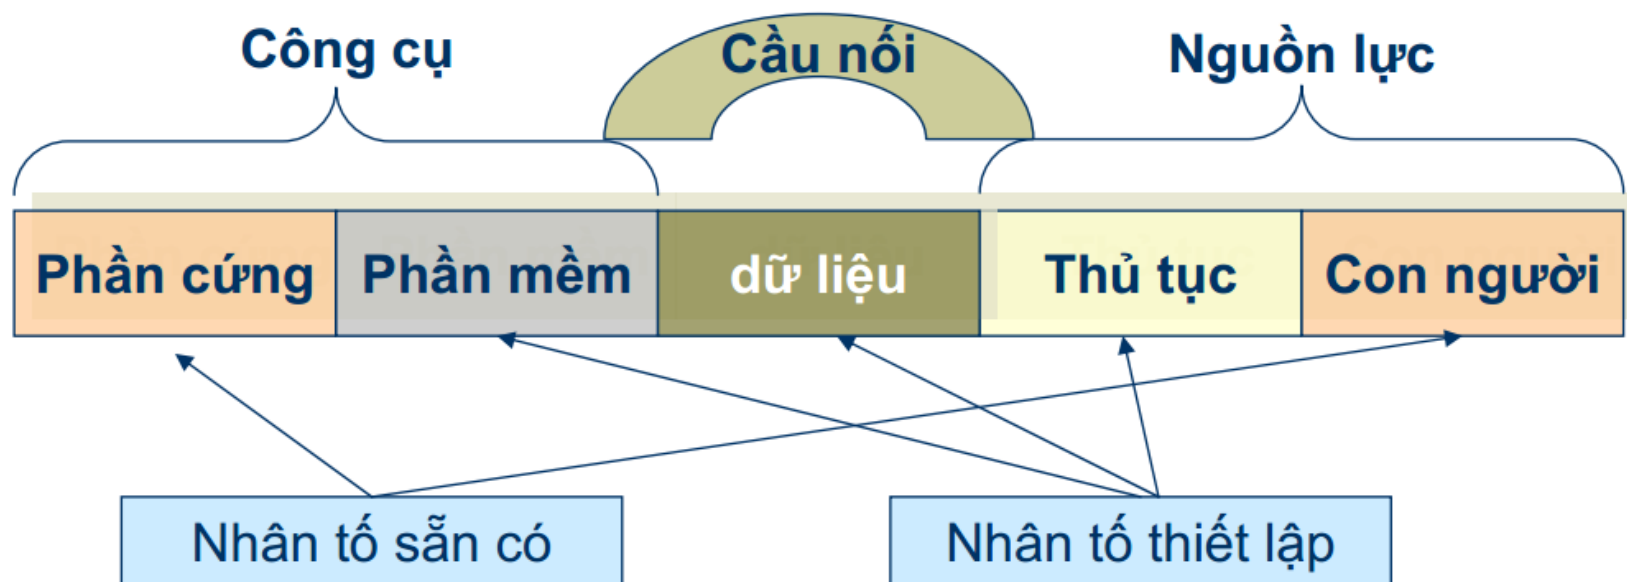 Công cụ
Cầu nối
Nguồn lực
Phần cứng
Phần mềm
dữ liệu
Thủ tục
Con người
Nhân tố sẵn có
Nhân tố thiết lập